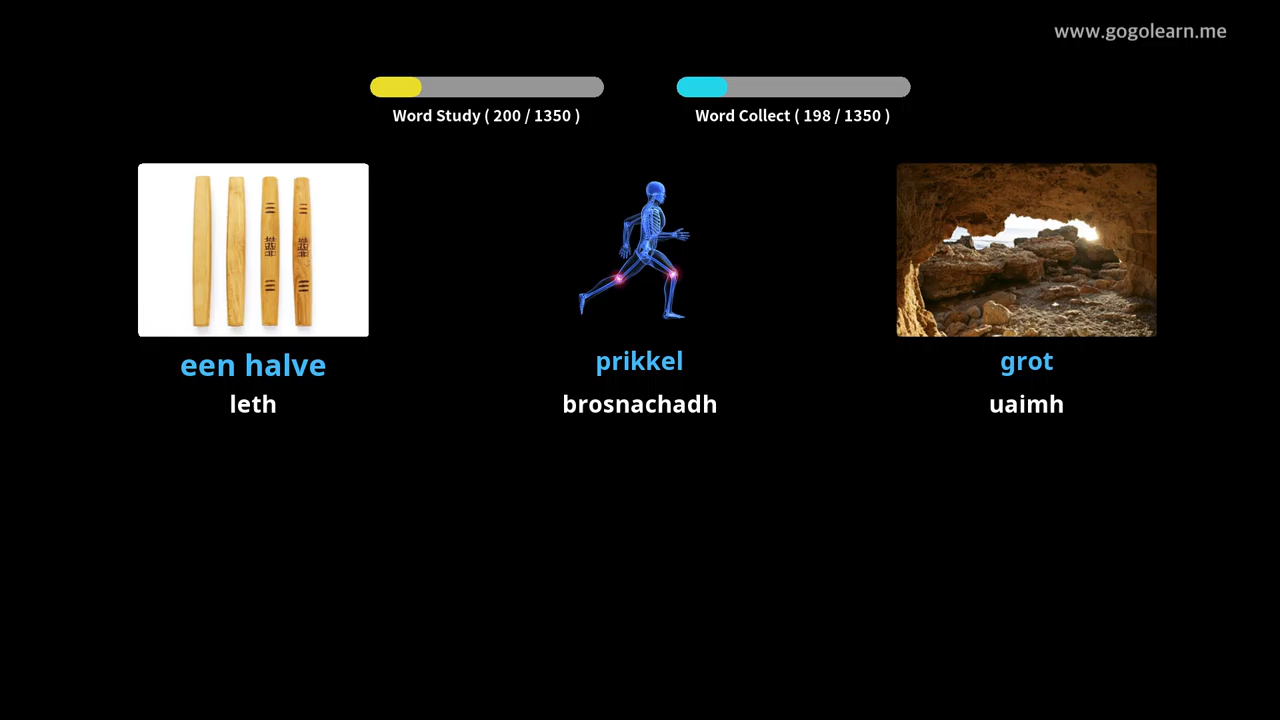 www.gogolearn.me
Word Study ( 200 / 1350 )
Word Collect ( 198 / 1350 )
een halve
leth
prikkel
brosnachadh
grot
uaimh